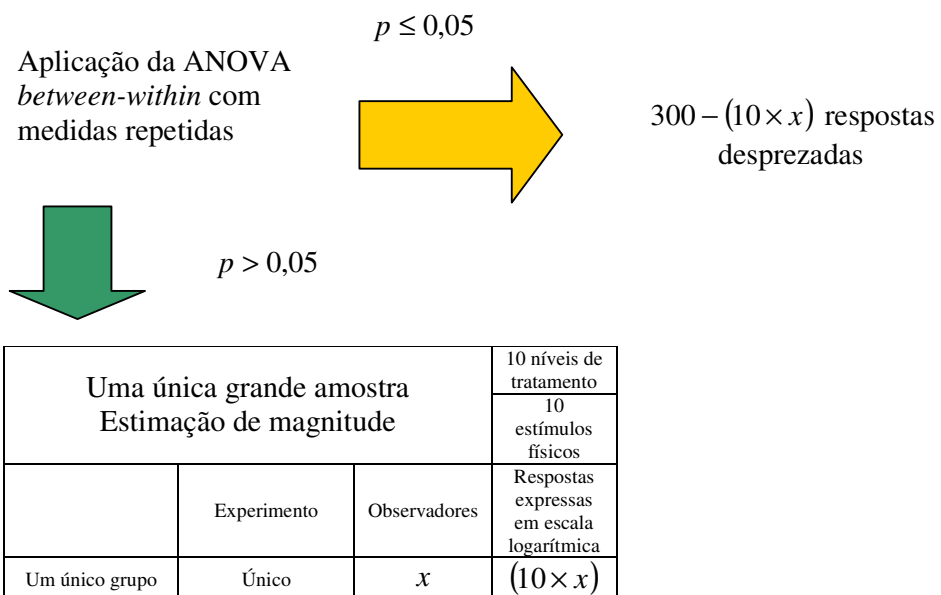 p ≤ 0,05
Aplicação da ANOVA
between-within com
medidas repetidas
300 – (10 × x) respostas
desprezadas
p > 0,05
Uma única grande amostra
Estimação de magnitude
10 níveis de
tratamento
10
estímulos
físicos
Experimento
Observadores
Respostas
expressas
em escala
logarítmica
Um único grupo
Único
x
(10 × x)